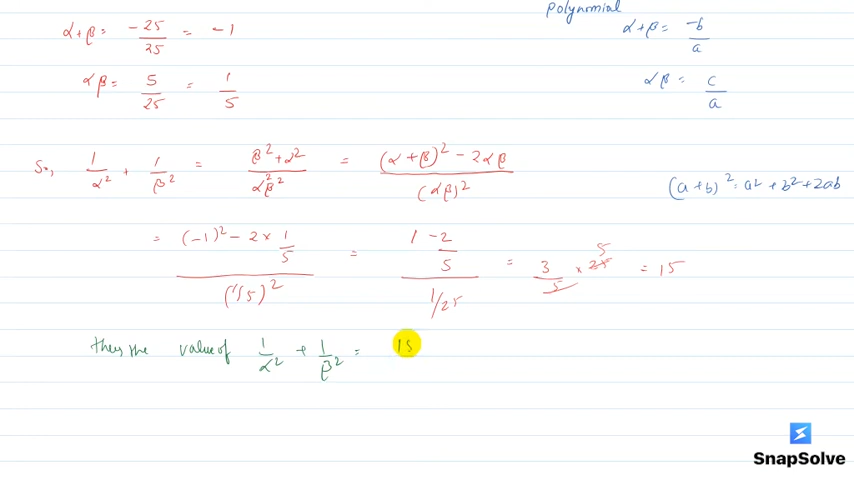 polynomial
α+β = -25/25 = -1
α+β = -b/a
αβ = 5/25 = 1/5
αβ = c/a
So, 1/α² + 1/β² = β²+α²/α²β² = (α+β)² - 2αβ/(αβ)²
(a+b)² = a² + b² + 2ab
= (-1)² - 2 × 1/5/(1/5)² = 1 - 2/5/1/25 = 3/5 × 25 5 = 15
thus the value of 1/α² + 1/β² = 15
SnapSolve